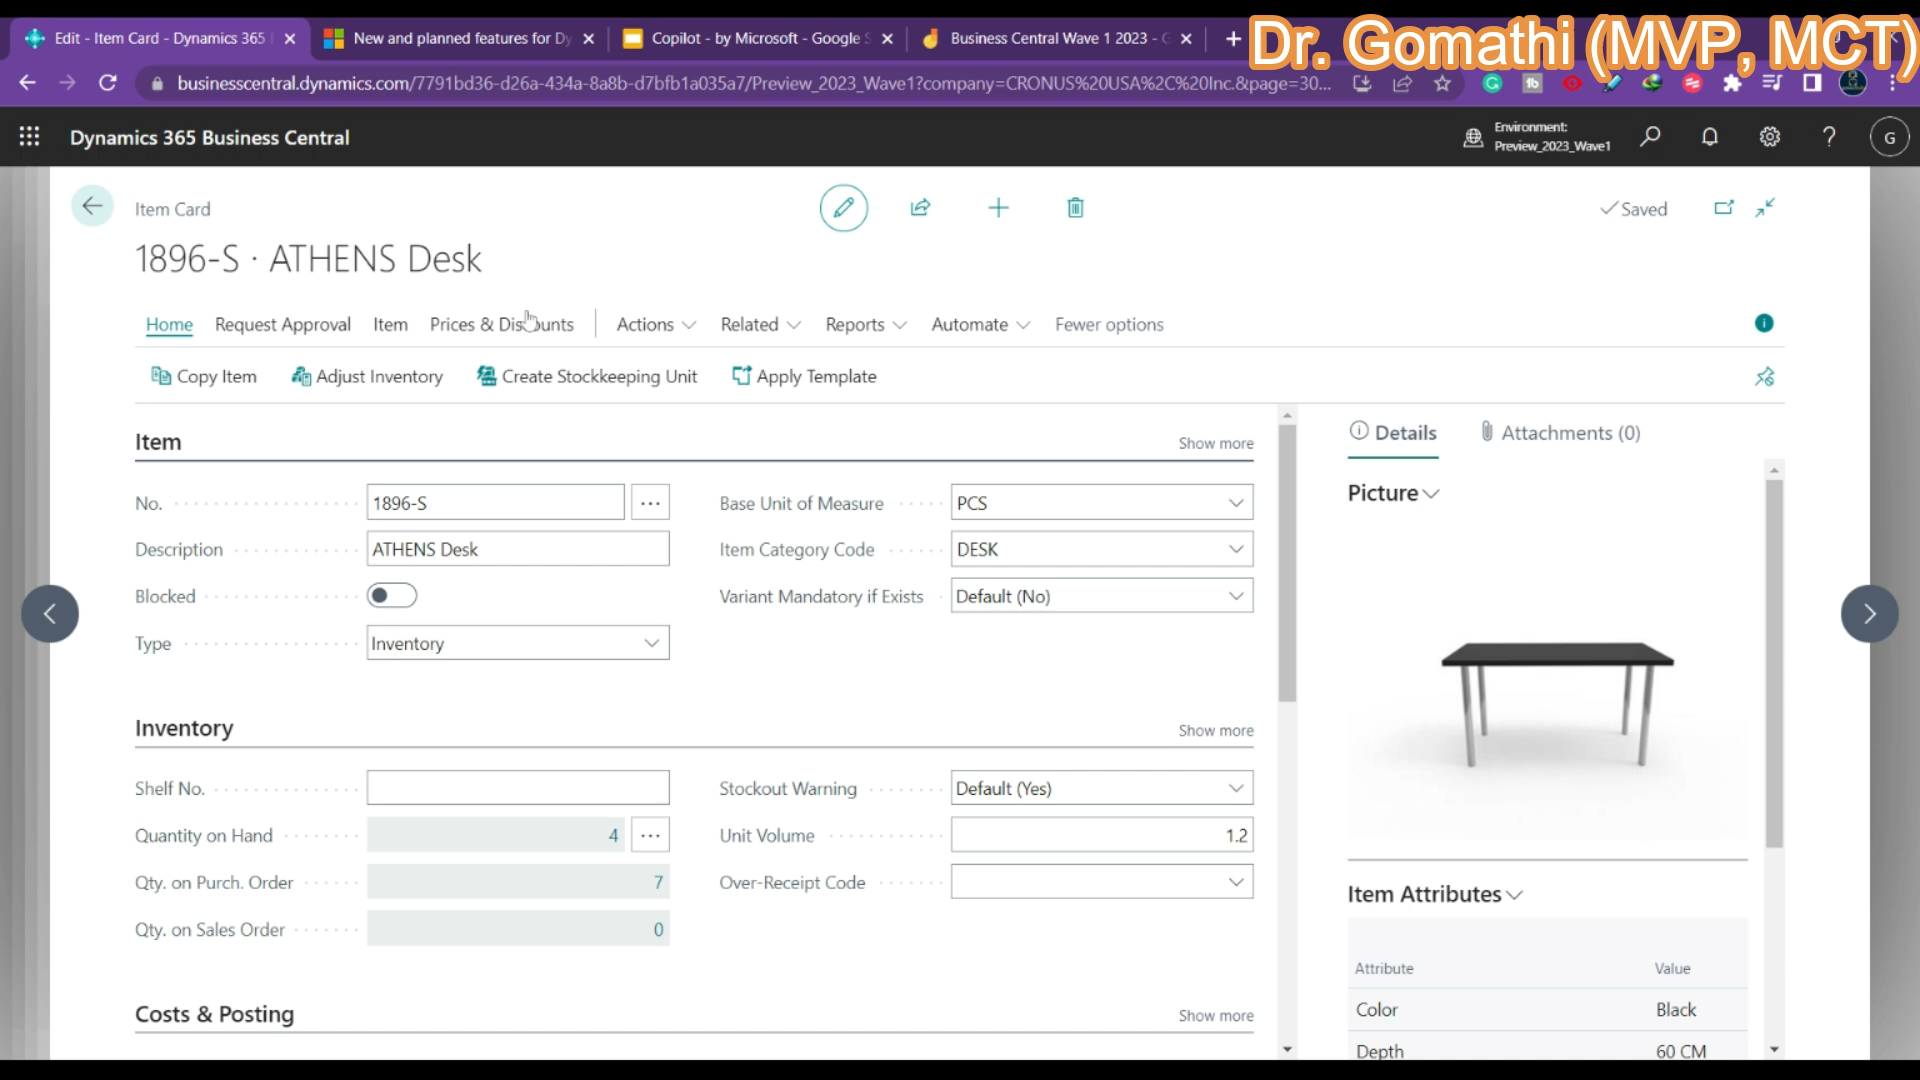 Edit - Item Card - Dynamics 365
New and planned features for Dy
Copilot - by Microsoft - Google S
Business Central Wave 1 2023 - G
Dr. Gomathi (MVP, MCT)
businesscentral.dynamics.com/7791bd36-d26a-434a-8a8b-d7bfb1a035a7/Preview_2023_Wave1?company=CRONUS%20USA%2C%20Inc.&page=30...
Dynamics 365 Business Central
Environment:
Preview_2023_Wave1
?
G
Item Card
Saved
1896-S · ATHENS Desk
Home Request Approval Item Prices & Discounts Actions Related Reports Automate Fewer options
Copy Item Adjust Inventory Create Stockkeeping Unit Apply Template
Item
Show more
No. 1896-S
Base Unit of Measure PCS
Description ATHENS Desk
Item Category Code DESK
Blocked
Variant Mandatory if Exists Default (No)
Type Inventory
Inventory
Show more
Shelf No.
Stockout Warning Default (Yes)
Quantity on Hand 4
Unit Volume 1.2
Qty. on Purch. Order 7
Over-Receipt Code
Qty. on Sales Order 0
Costs & Posting
Show more
Details Attachments (0)
Picture
Item Attributes
Attribute Value
Color Black
Depth 60 CM